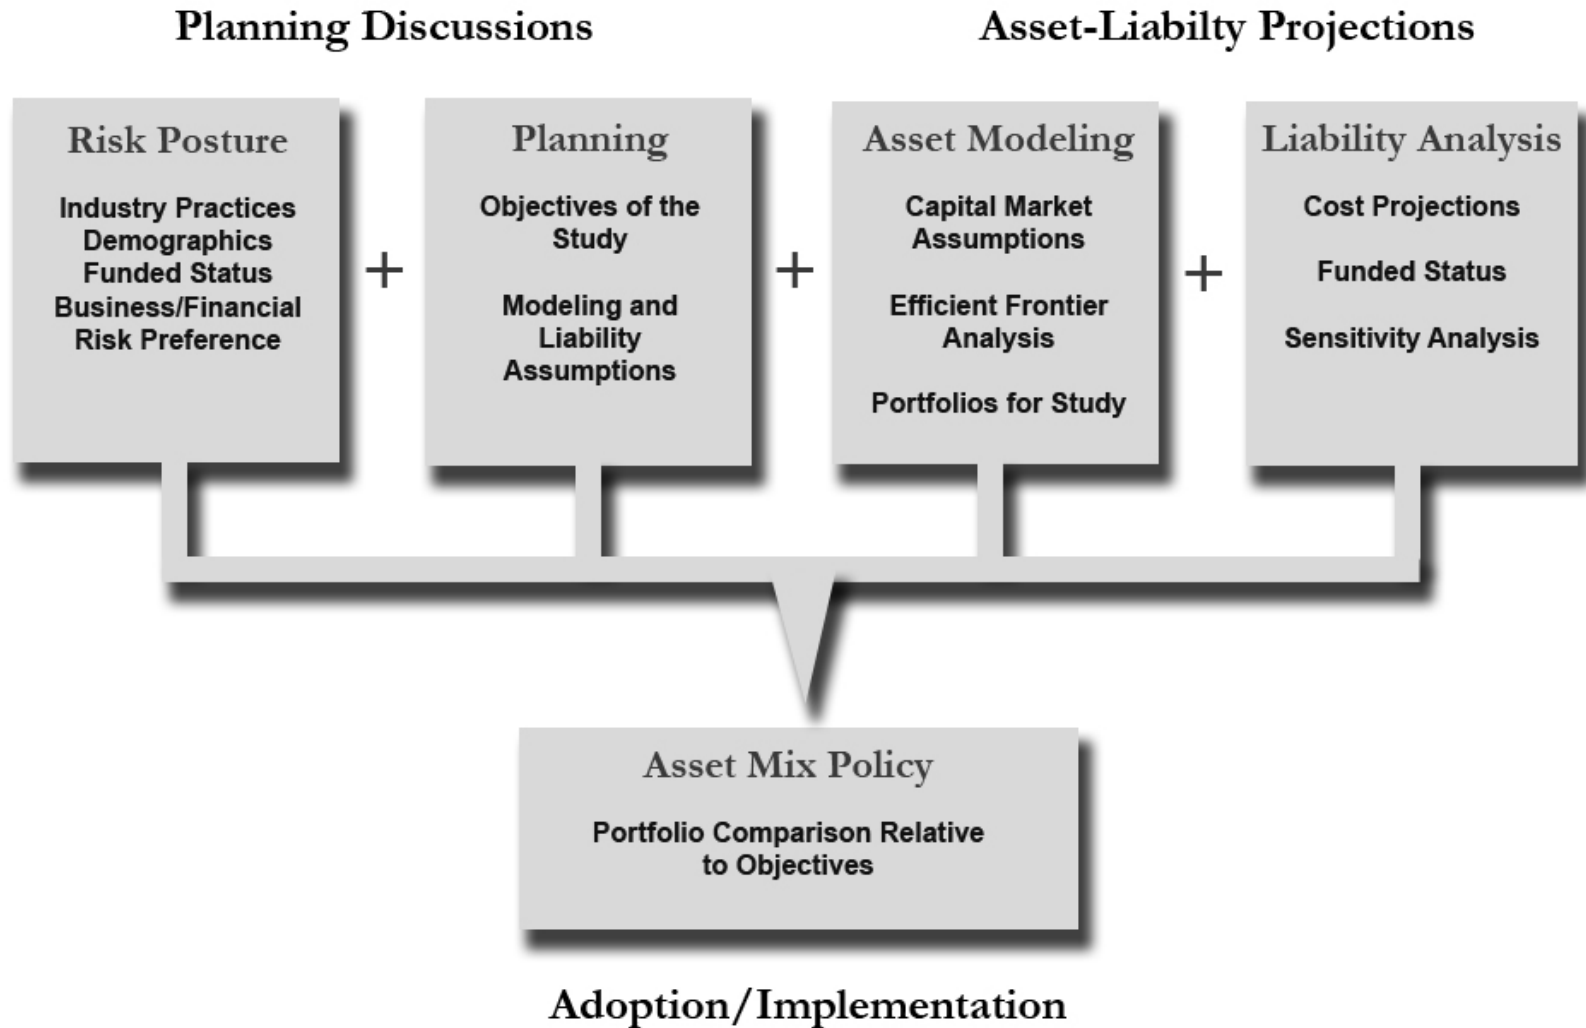 Planning Discussions
Asset-Liabilty Projections
Risk Posture
Industry Practices
Demographics
Funded Status
Business/Financial
Risk Preference
+
Planning
Objectives of the
Study
Modeling and
Liability
Assumptions
+
Asset Modeling
Capital Market
Assumptions
Efficient Frontier
Analysis
Portfolios for Study
+
Liability Analysis
Cost Projections
Funded Status
Sensitivity Analysis
Asset Mix Policy
Portfolio Comparison Relative
to Objectives
Adoption/Implementation